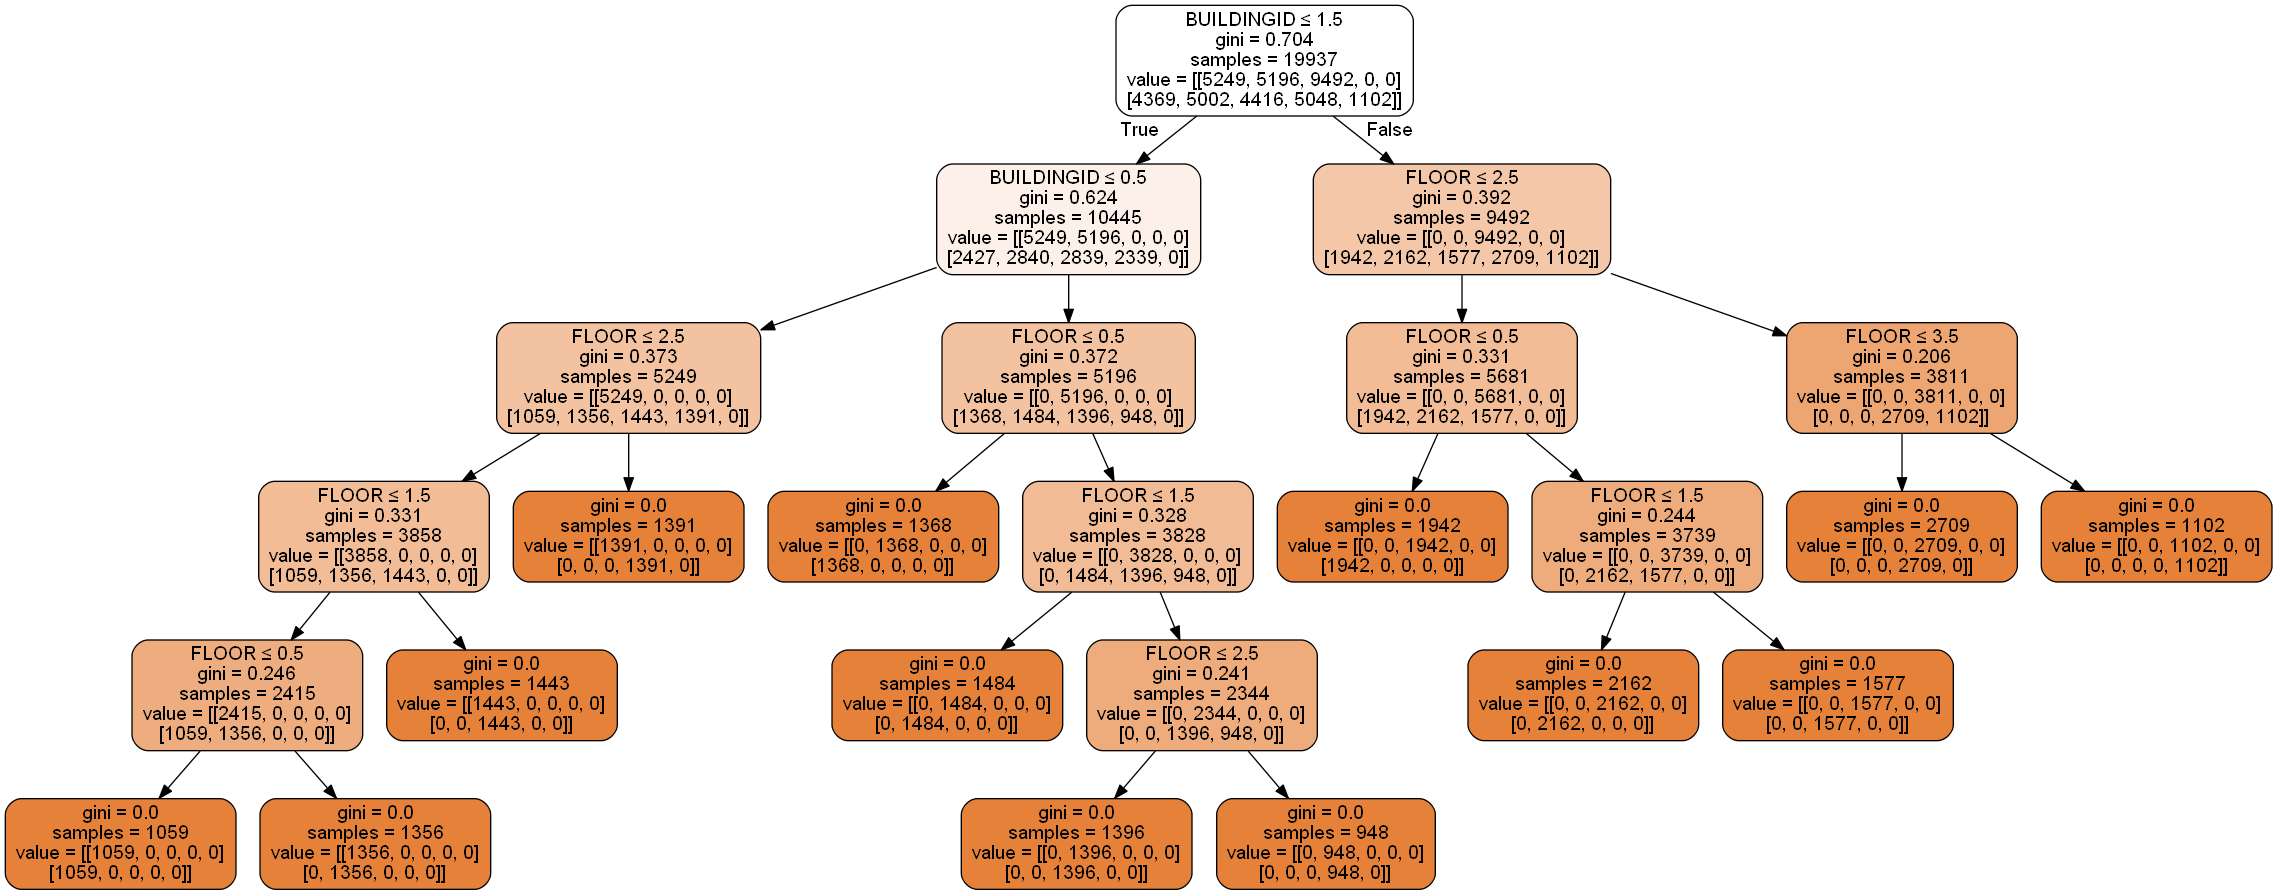 BUILDINGID ≤ 1.5
gini = 0.704
samples = 19937
value = [[5249, 5196, 9492, 0, 0]
[4369, 5002, 4416, 5048, 1102]]
True
False
BUILDINGID ≤ 0.5
gini = 0.624
samples = 10445
value = [[5249, 5196, 0, 0, 0]
[2427, 2840, 2839, 2339, 0]]
FLOOR ≤ 2.5
gini = 0.392
samples = 9492
value = [[0, 0, 9492, 0, 0]
[1942, 2162, 1577, 2709, 1102]]
FLOOR ≤ 2.5
gini = 0.373
samples = 5249
value = [[5249, 0, 0, 0, 0]
[1059, 1356, 1443, 1391, 0]]
FLOOR ≤ 0.5
gini = 0.372
samples = 5196
value = [[0, 5196, 0, 0, 0]
[1368, 1484, 1396, 948, 0]]
FLOOR ≤ 0.5
gini = 0.331
samples = 5681
value = [[0, 0, 5681, 0, 0]
[1942, 2162, 1577, 0, 0]]
FLOOR ≤ 3.5
gini = 0.206
samples = 3811
value = [[0, 0, 3811, 0, 0]
[0, 0, 0, 2709, 1102]]
FLOOR ≤ 1.5
gini = 0.331
samples = 3858
value = [[3858, 0, 0, 0, 0]
[1059, 1356, 1443, 0, 0]]
gini = 0.0
samples = 1391
value = [[1391, 0, 0, 0, 0]
[0, 0, 0, 1391, 0]]
gini = 0.0
samples = 1368
value = [[0, 1368, 0, 0, 0]
[1368, 0, 0, 0, 0]]
FLOOR ≤ 1.5
gini = 0.328
samples = 3828
value = [[0, 3828, 0, 0, 0]
[0, 1484, 1396, 948, 0]]
gini = 0.0
samples = 1942
value = [[0, 0, 1942, 0, 0]
[1942, 0, 0, 0, 0]]
FLOOR ≤ 1.5
gini = 0.244
samples = 3739
value = [[0, 0, 3739, 0, 0]
[0, 2162, 1577, 0, 0]]
gini = 0.0
samples = 2709
value = [[0, 0, 2709, 0, 0]
[0, 0, 0, 2709, 0]]
gini = 0.0
samples = 1102
value = [[0, 0, 1102, 0, 0]
[0, 0, 0, 0, 1102]]
FLOOR ≤ 0.5
gini = 0.246
samples = 2415
value = [[2415, 0, 0, 0, 0]
[1059, 1356, 0, 0, 0]]
gini = 0.0
samples = 1443
value = [[1443, 0, 0, 0, 0]
[0, 0, 1443, 0, 0]]
gini = 0.0
samples = 1484
value = [[0, 1484, 0, 0, 0]
[0, 1484, 0, 0, 0]]
FLOOR ≤ 2.5
gini = 0.241
samples = 2344
value = [[0, 2344, 0, 0, 0]
[0, 0, 1396, 948, 0]]
gini = 0.0
samples = 2162
value = [[0, 0, 2162, 0, 0]
[0, 2162, 0, 0, 0]]
gini = 0.0
samples = 1577
value = [[0, 0, 1577, 0, 0]
[0, 0, 1577, 0, 0]]
gini = 0.0
samples = 1059
value = [[1059, 0, 0, 0, 0]
[1059, 0, 0, 0, 0]]
gini = 0.0
samples = 1356
value = [[1356, 0, 0, 0, 0]
[0, 1356, 0, 0, 0]]
gini = 0.0
samples = 1396
value = [[0, 1396, 0, 0, 0]
[0, 0, 1396, 0, 0]]
gini = 0.0
samples = 948
value = [[0, 948, 0, 0, 0]
[0, 0, 0, 948, 0]]